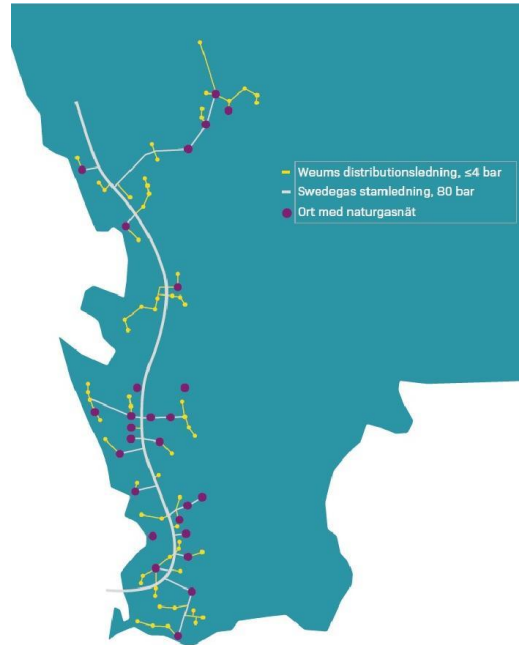 Weums distributionsledning, ≤4 bar
Swedegas stamledning, 80 bar
Ort med naturgasnät